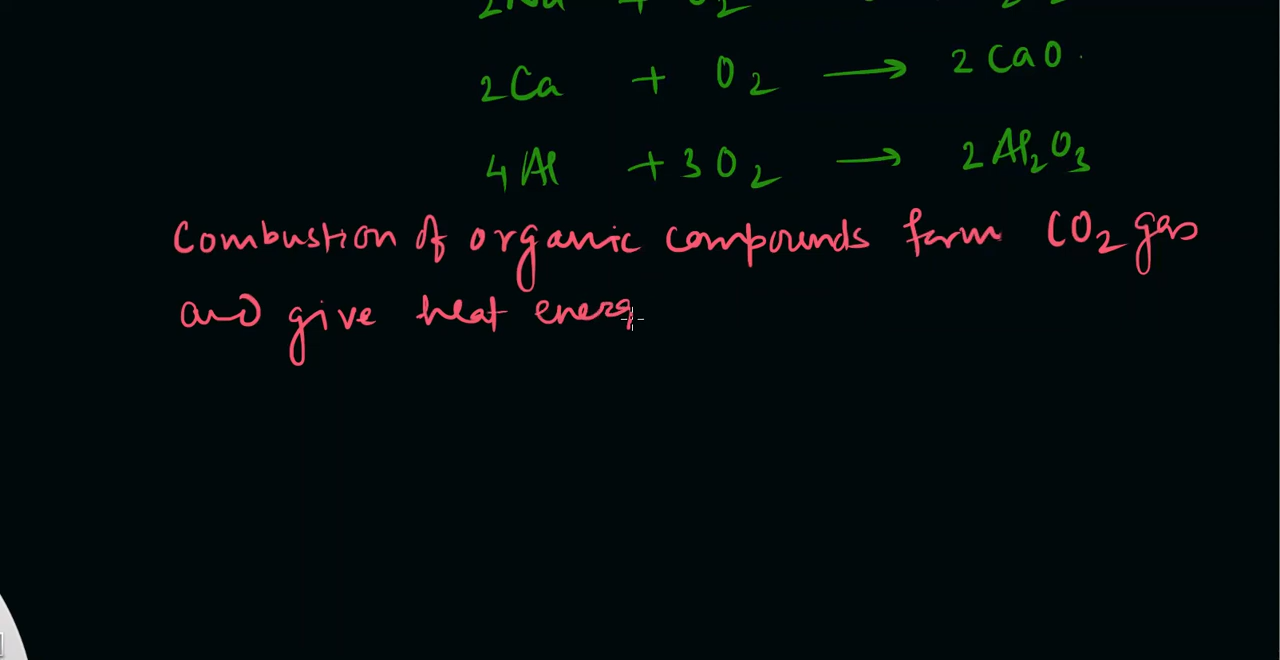 2Ca + O2 → 2CaO
4Al + 3O2 → 2Al2O3
Combustion of organic compounds form CO2 gas
and give heat energ